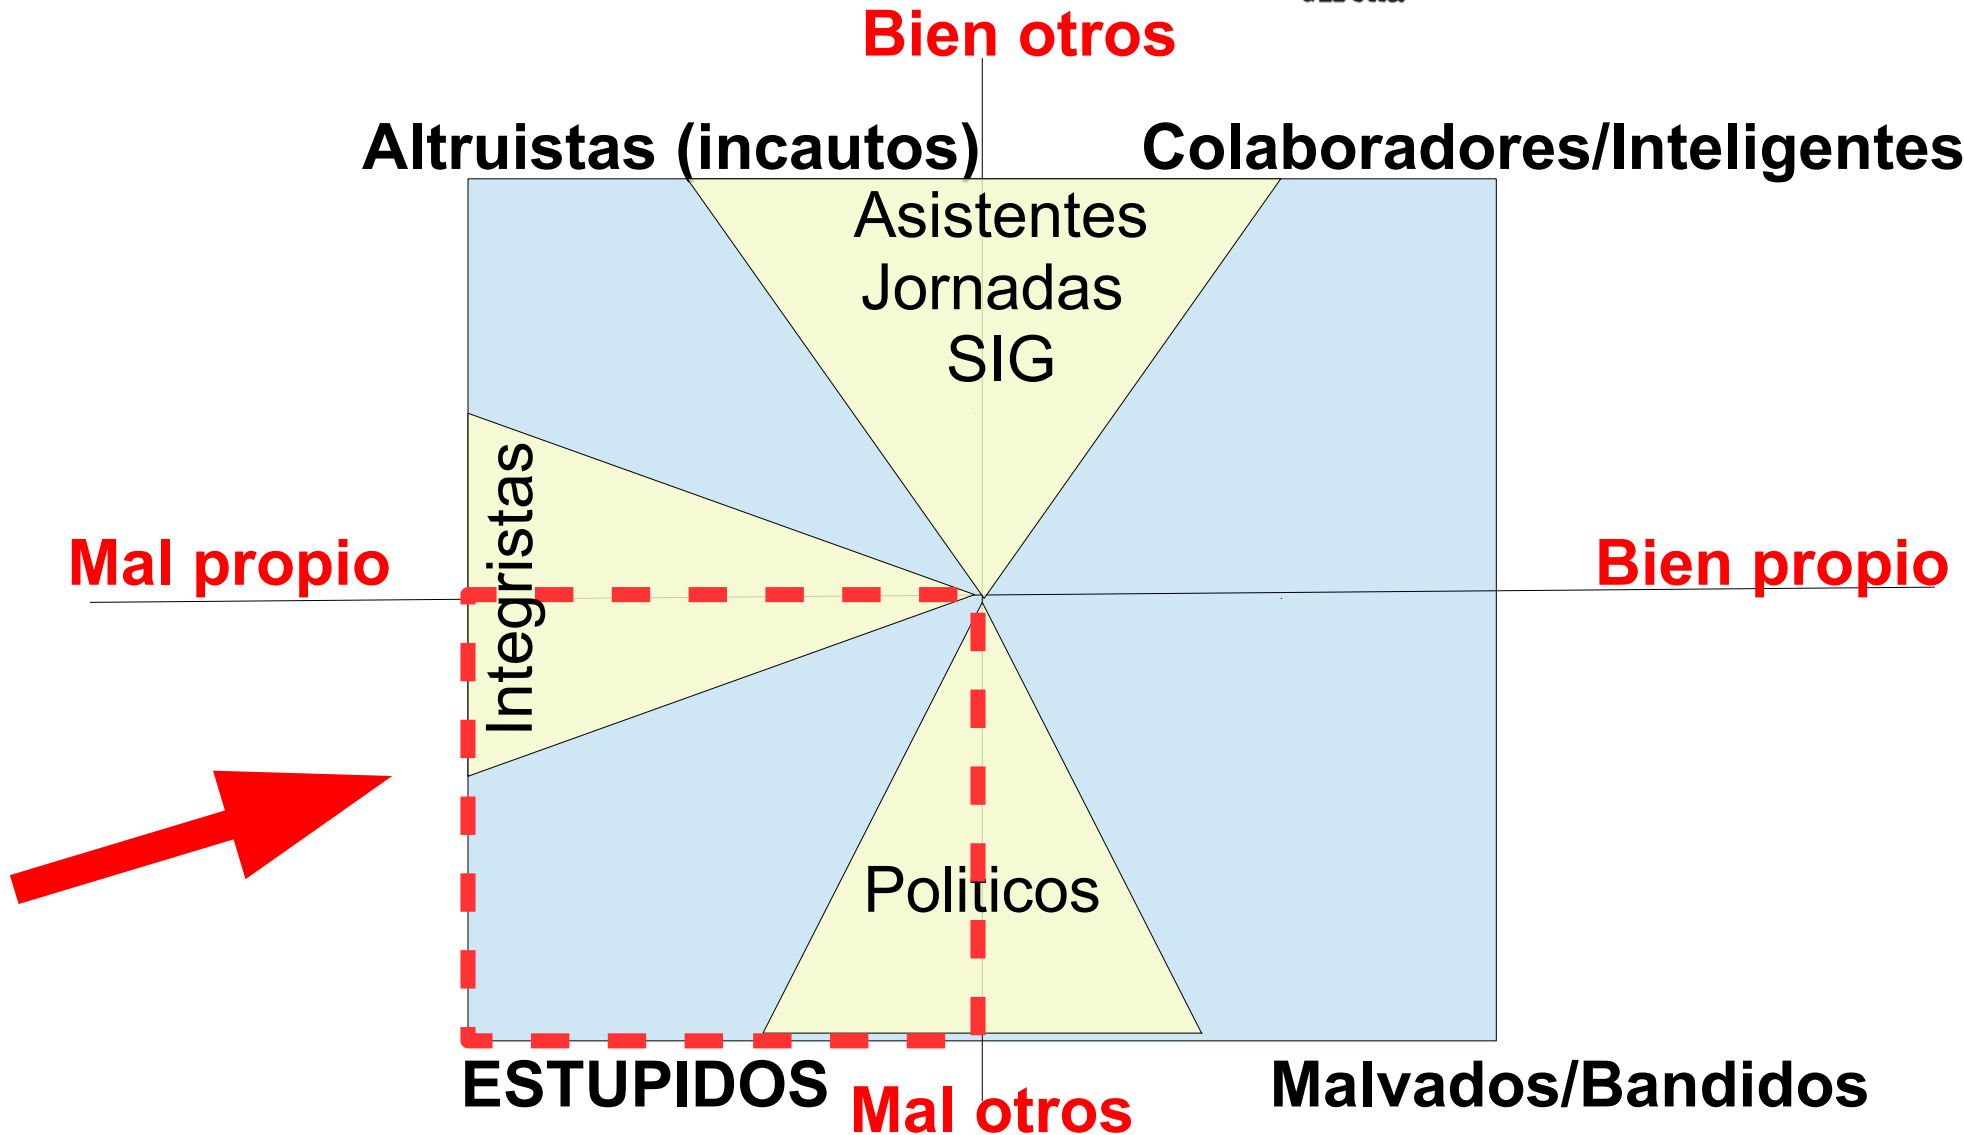 Bien otros
Altruistas (incautos)
Colaboradores/Inteligentes
Asistentes
Jornadas
SIG
Integristas
Mal propio
Bien propio
Politicos
ESTUPIDOS
Mal otros
Malvados/Bandidos